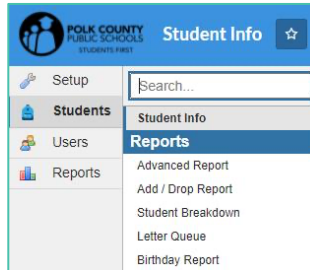 POLK COUNTY
PUBLIC SCHOOLS
STUDENTS FIRST
Student Info
Setup
Students
Users
Reports
Search...
Student Info
Reports
Advanced Report
Add / Drop Report
Student Breakdown
Letter Queue
Birthday Report